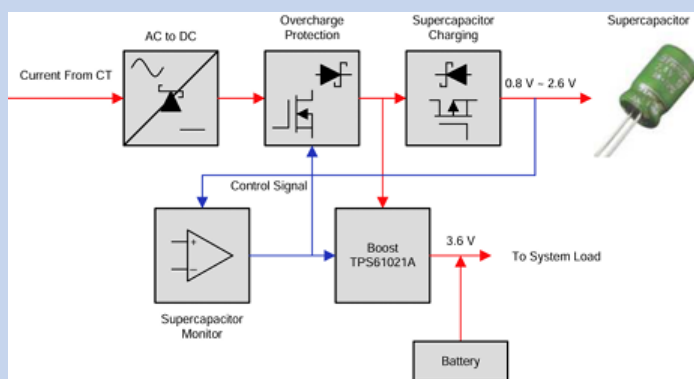 Overcharge
Protection
Supercapacitor
Charging
Supercapacitor
AC to DC
Current From CT
0.8 V ~ 2.6 V
Control Signal
+
−
Boost
TPS61021A
3.6 V
To System Load
Supercapacitor
Monitor
Battery